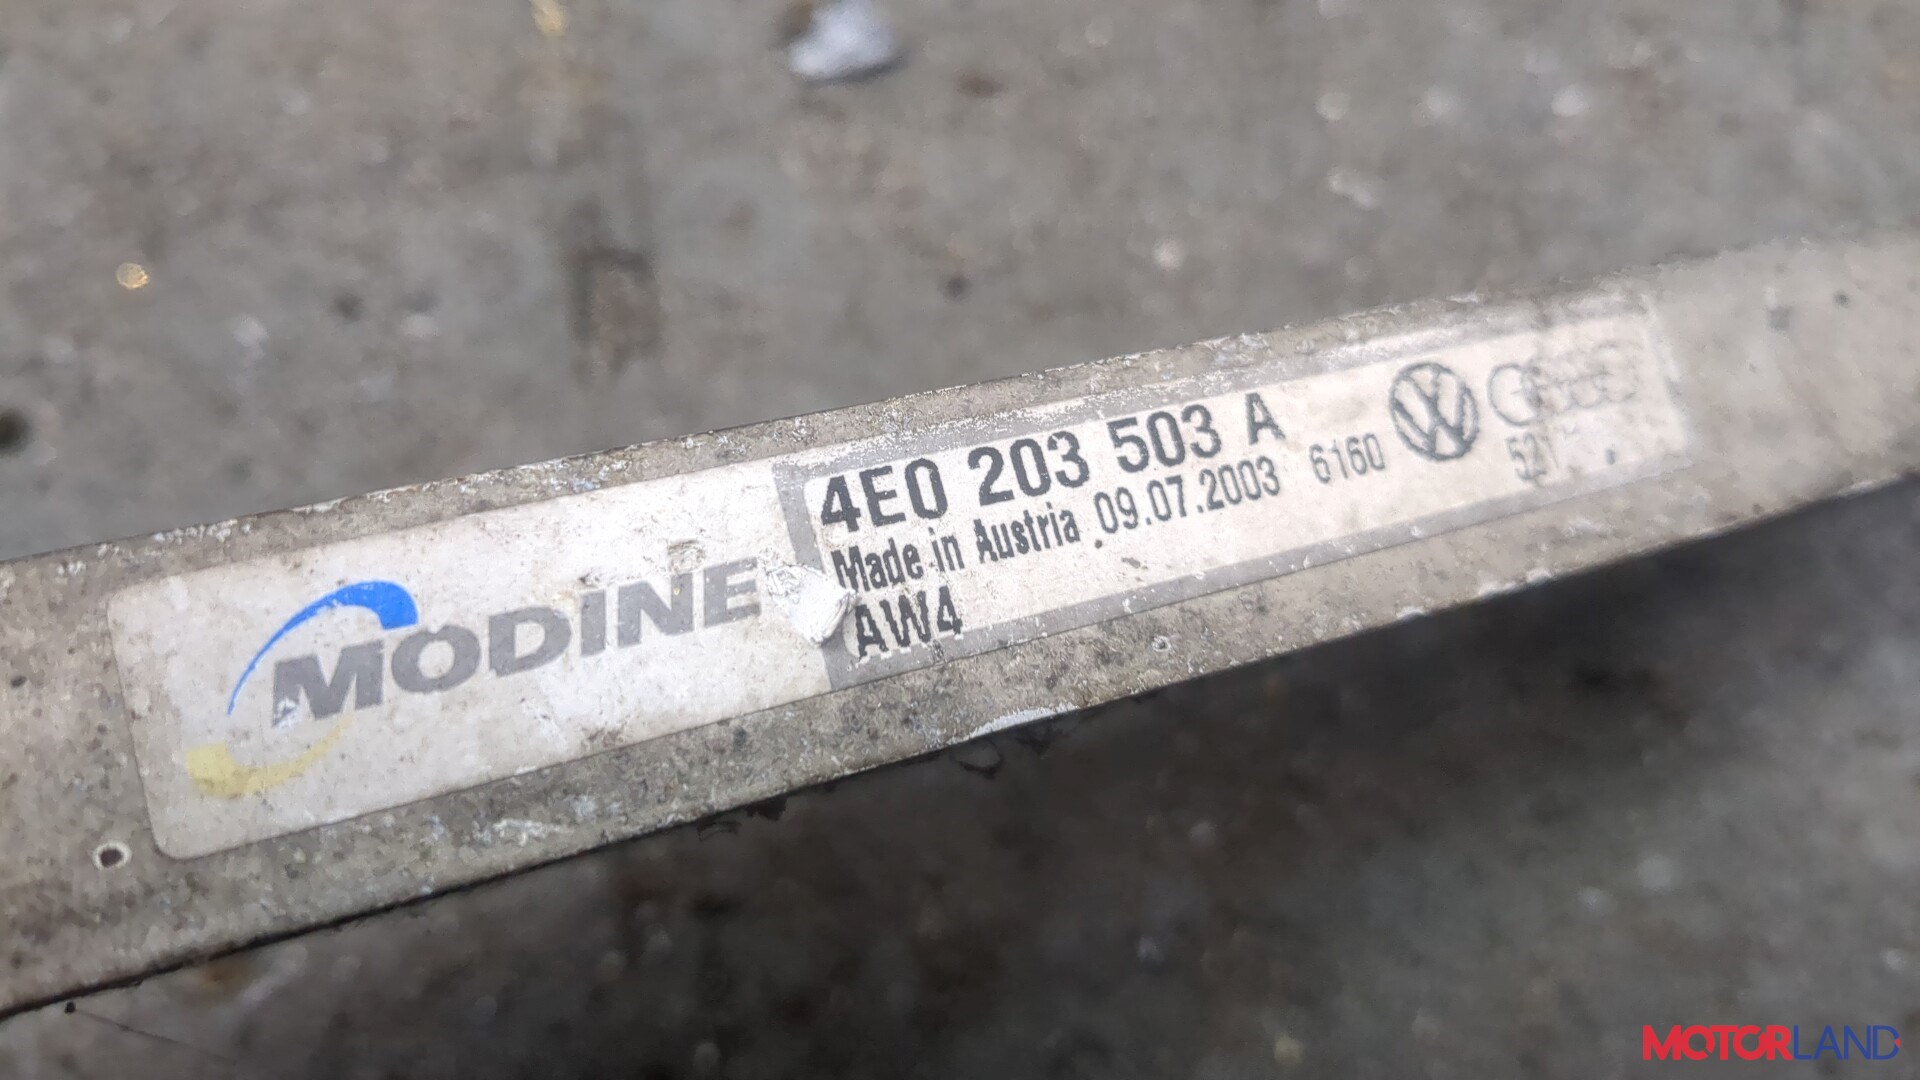 MODINE
4E0 203 503 A
Made in Austria 09.07.2003 6160
AW4
MOTORLAND